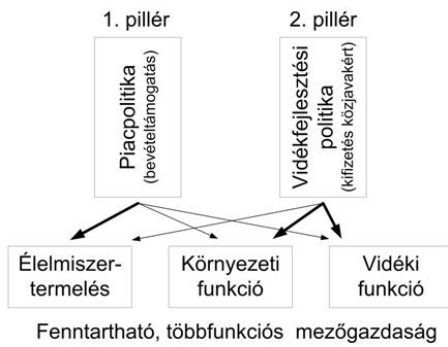 1. pillér
2. pillér
Piacpolitika
(bevételtámogatás)
Vidékfejlesztési
politika
(kifizetés közjavakért)
Élelmiszer-
termelés
Környezeti
funkció
Vidéki
funkció
Fenntartható, többfunkciós mezőgazdaság